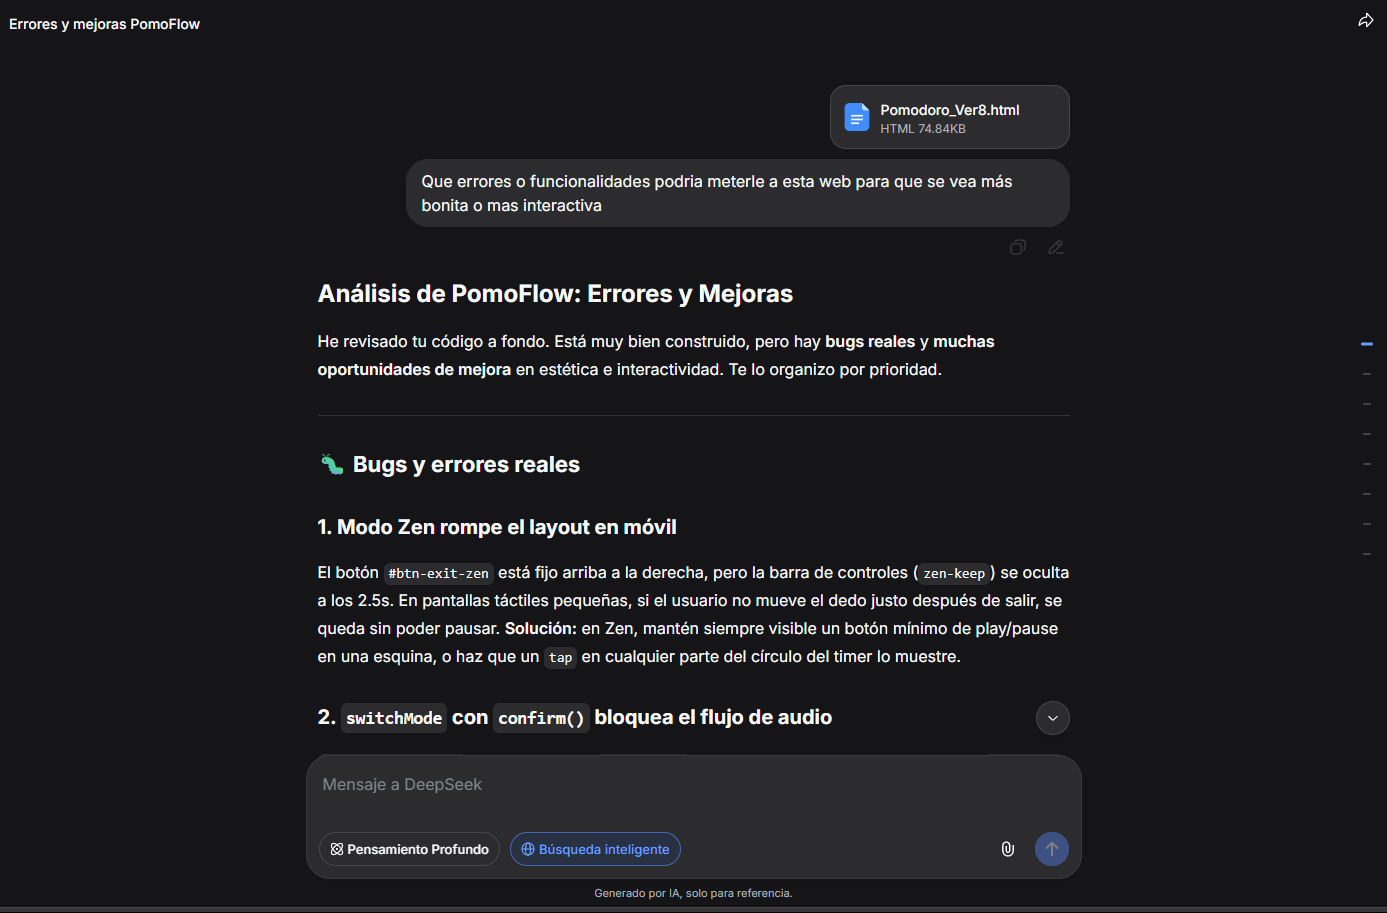 Errores y mejoras PomoFlow
Pomodoro_Ver8.html
HTML 74.84KB
Que errores o funcionalidades podria meterle a esta web para que se vea más
bonita o mas interactiva
Análisis de PomoFlow: Errores y Mejoras
He revisado tu código a fondo. Está muy bien construido, pero hay bugs reales y muchas
oportunidades de mejora en estética e interactividad. Te lo organizo por prioridad.
Bugs y errores reales
1. Modo Zen rompe el layout en móvil
El botón #btn-exit-zen está fijo arriba a la derecha, pero la barra de controles (zen-keep) se oculta
a los 2.5s. En pantallas táctiles pequeñas, si el usuario no mueve el dedo justo después de salir, se
queda sin poder pausar. Solución: en Zen, mantén siempre visible un botón mínimo de play/pause
en una esquina, o haz que un tap en cualquier parte del círculo del timer lo muestre.
2. switchMode con confirm() bloquea el flujo de audio
Mensaje a DeepSeek
Pensamiento Profundo
Búsqueda inteligente
Generado por IA, solo para referencia.